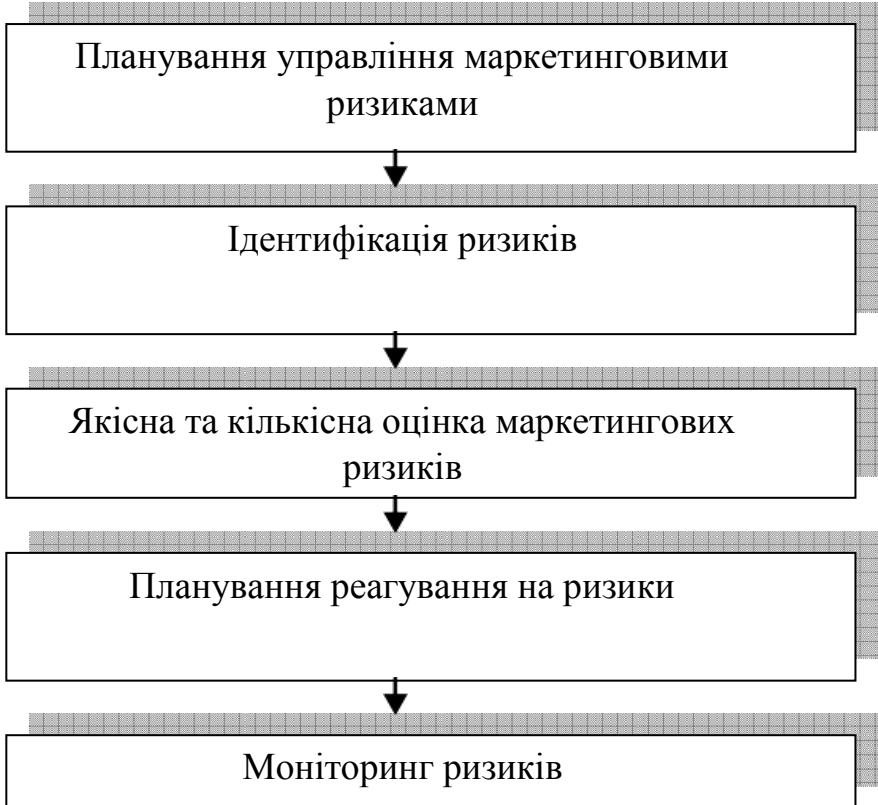 Планування управління маркетинговими
ризиками
Ідентифікація ризиків
Якісна та кількісна оцінка маркетингових
ризиків
Планування реагування на ризики
Моніторинг ризиків